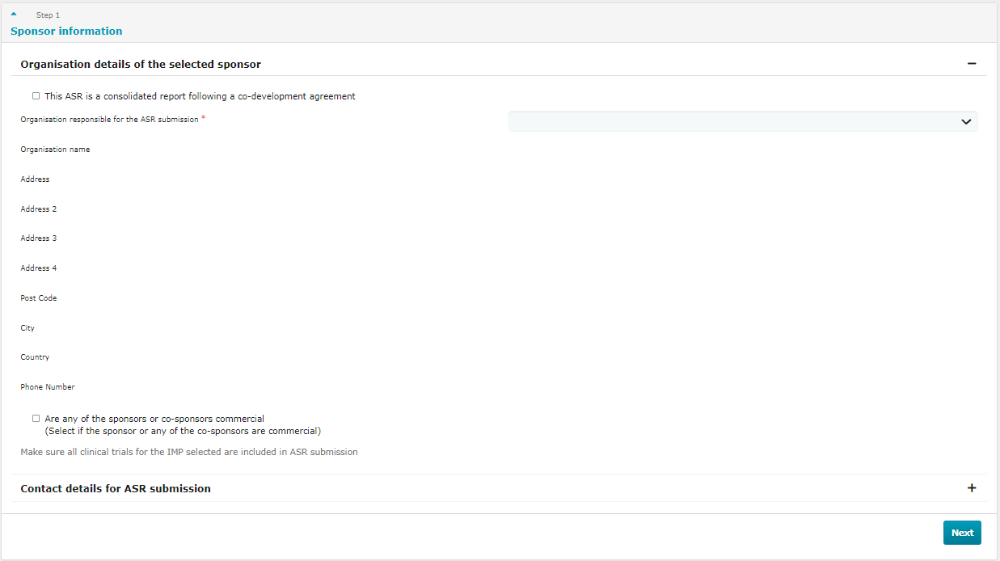 Step 1
Sponsor information
Organisation details of the selected sponsor
This ASR is a consolidated report following a co-development agreement
Organisation responsible for the ASR submission *
Organisation name
Address
Address 2
Address 3
Address 4
Post Code
City
Country
Phone Number
Are any of the sponsors or co-sponsors commercial
(Select if the sponsor or any of the co-sponsors are commercial)
Make sure all clinical trials for the IMP selected are included in ASR submission
Contact details for ASR submission
Next